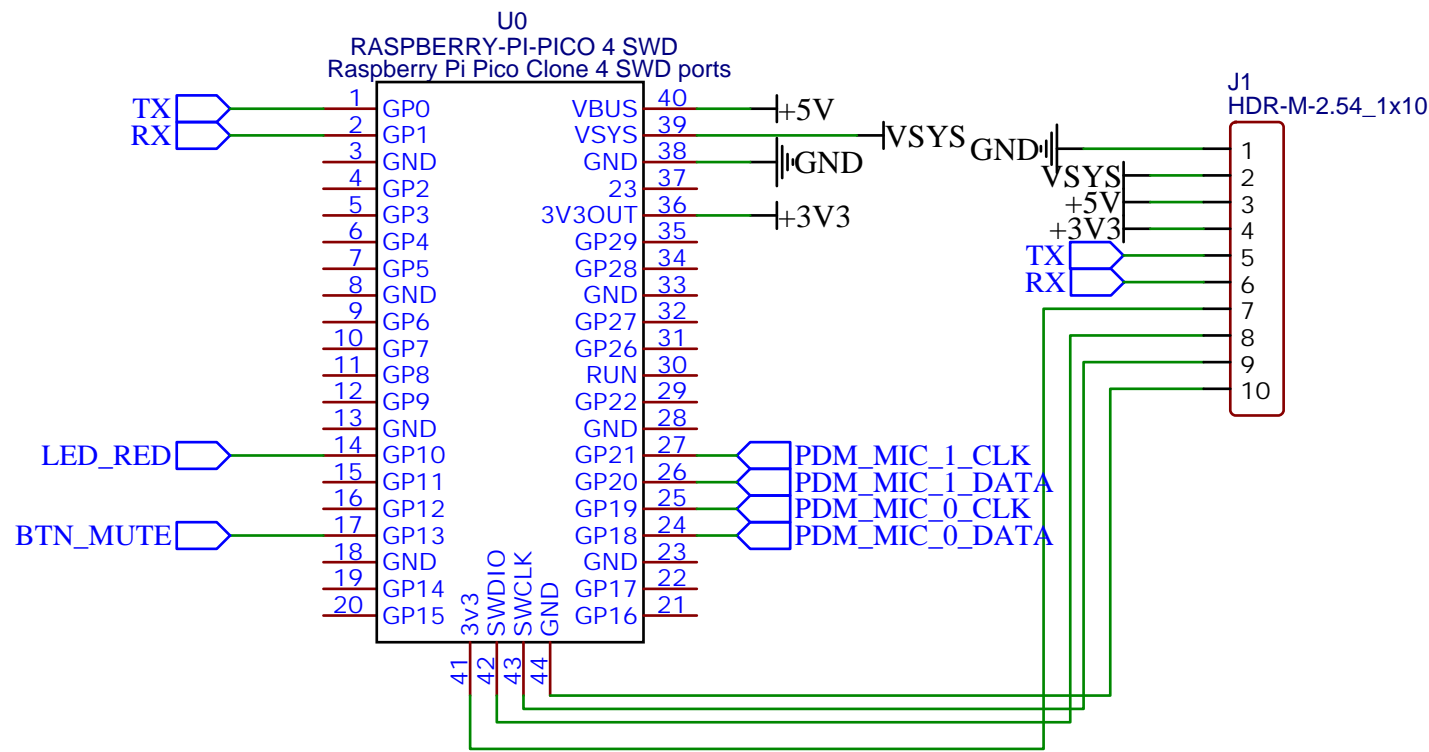 U0
RASPBERRY-PI-PICO 4 SWD
Raspberry Pi Pico Clone 4 SWD ports
J1
HDR-M-2.54_1x10
TX 1 GP0 VBUS 40 +5V
RX 2 GP1 VSYS 39 VSYS
3 GND GND 38 GND
4 GP2 23 37
5 GP3 3V3OUT 36 +3V3
6 GP4 GP29 35
7 GP5 GP28 34
8 GND GND 33
9 GP6 GP27 32
10 GP7 GP26 31
11 GP8 RUN 30
12 GP9 GP22 29
13 GND GND 28
LED_RED 14 GP10 GP21 27 PDM_MIC_1_CLK
15 GP11 GP20 26 PDM_MIC_1_DATA
16 GP12 GP19 25 PDM_MIC_0_CLK
BTN_MUTE 17 GP13 GP18 24 PDM_MIC_0_DATA
18 GND GND 23
19 GP14 GP17 22
20 GP15 GP16 21
3v3 SWDIO SWCLK GND
41 42 43 44
GND 1
VSYS 2
+5V 3
+3V3 4
TX 5
RX 6
7
8
9
10